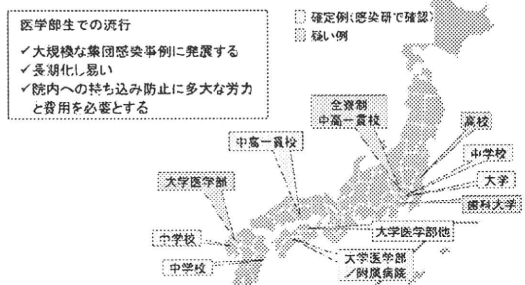 医学部生での流行
✓大規模な集団感染事例に発展する
✓長期化し易い
✓院内への持ち込み防止に多大な労力
と費用を必要とする
確定例(感染研で確認)
疑い例
全寮制
中高一貫校
高校
中高一貫校
中学校
大学
大学医学部
歯科大学
大学医学部他
中学校
大学医学部
/附属病院
中学校